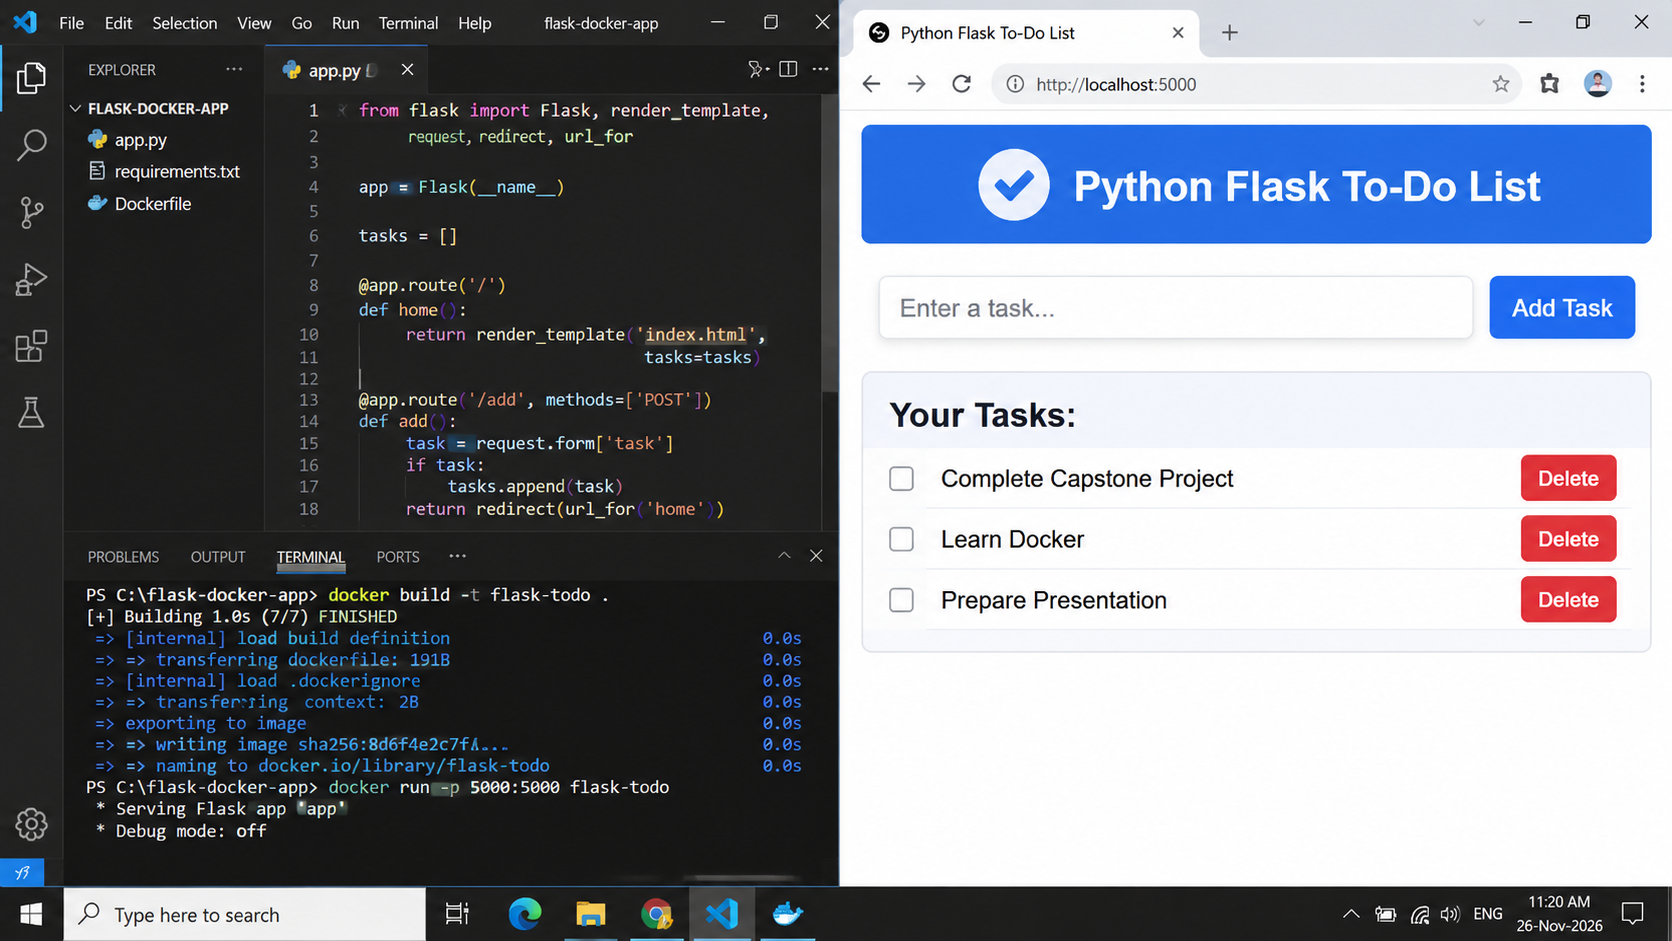 File Edit Selection View Go Run Terminal Help flask-docker-app
EXPLORER
FLASK-DOCKER-APP
app.py
requirements.txt
Dockerfile
app.py
1 from flask import Flask, render_template,
2 request, redirect, url_for
3
4 app = Flask(__name__)
5
6 tasks = []
7
8 @app.route('/')
9 def home():
10 return render_template('index.html',
11 tasks=tasks)
12
13 @app.route('/add', methods=['POST'])
14 def add():
15 task = request.form['task']
16 if task:
17 tasks.append(task)
18 return redirect(url_for('home'))
PROBLEMS OUTPUT TERMINAL PORTS
PS C:\flask-docker-app> docker build -t flask-todo .
[+] Building 1.0s (7/7) FINISHED
=> [internal] load build definition 0.0s
=> => transferring dockerfile: 191B 0.0s
=> [internal] load .dockerignore 0.0s
=> => transferring context: 2B 0.0s
=> exporting to image 0.0s
=> => writing image 0.0s
=> => naming to docker.io/library/flask-todo 0.0s
PS C:\flask-docker-app> docker run -p 5000:5000 flask-todo
* Serving Flask app 'app'
* Debug mode: off
Python Flask To-Do List
http://localhost:5000
Python Flask To-Do List
Enter a task...
Add Task
Your Tasks:
Complete Capstone Project Delete
Learn Docker Delete
Prepare Presentation Delete
Type here to search
ENG
11:20 AM
26-Nov-2026